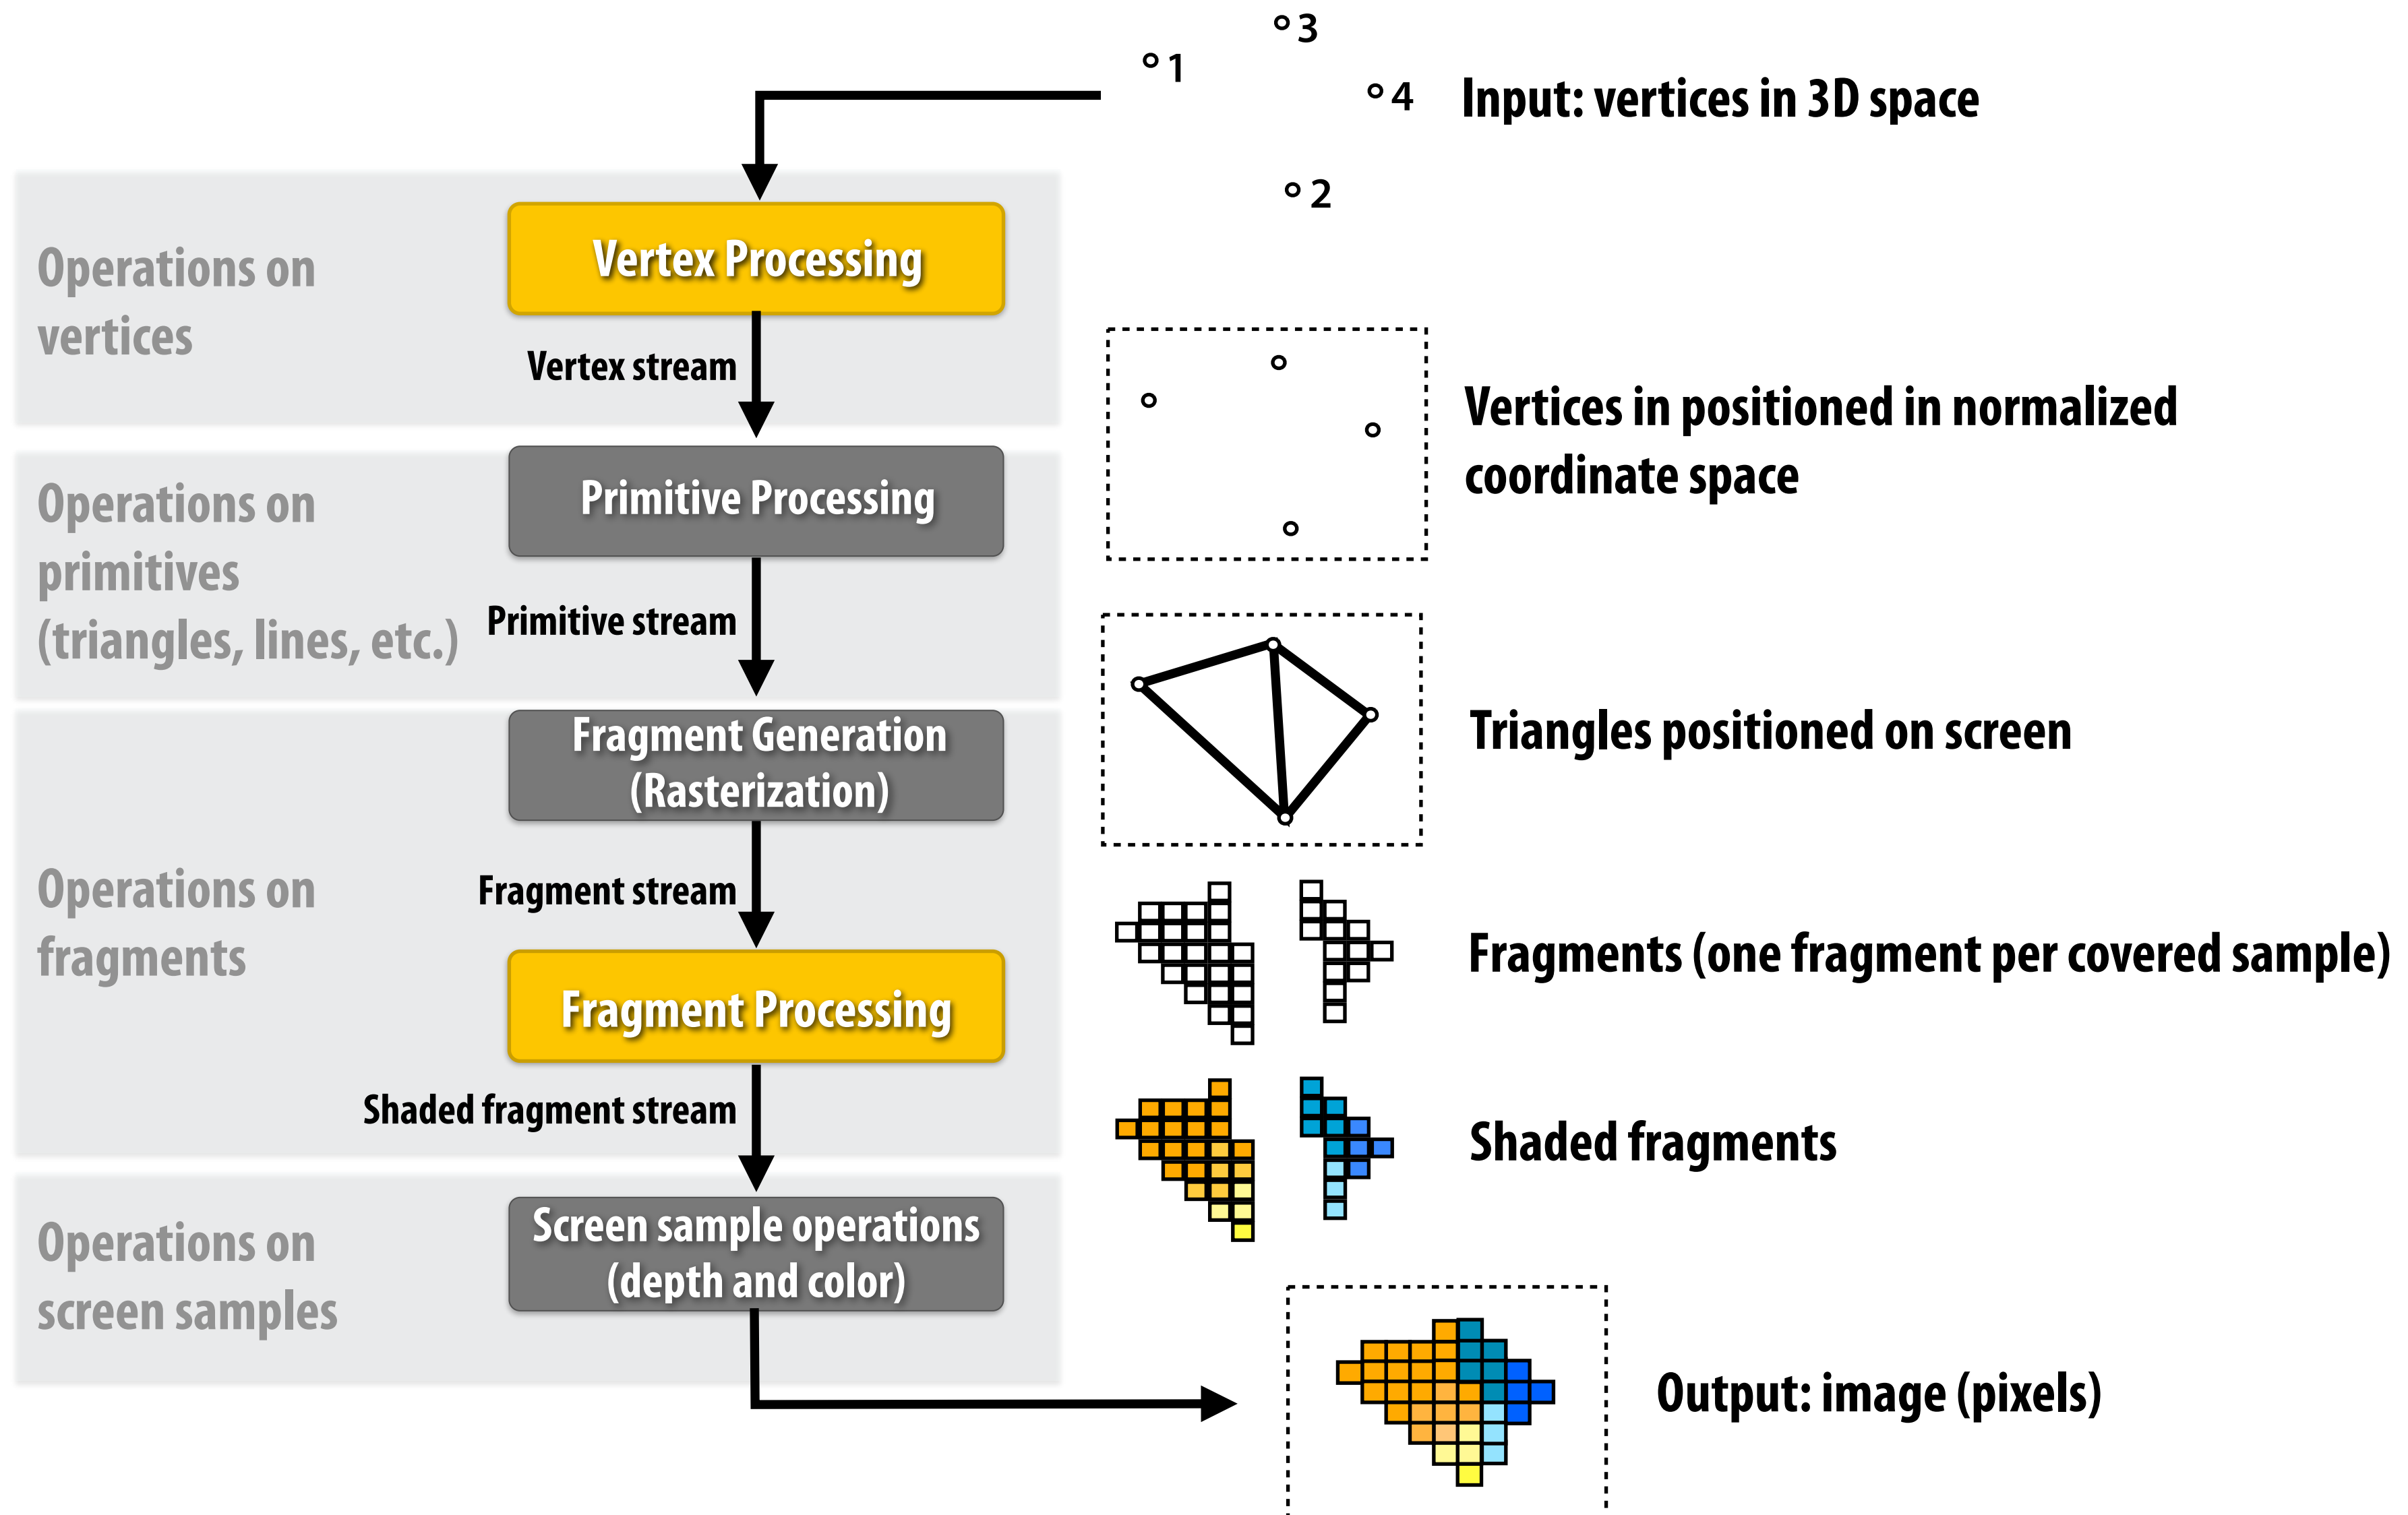 3
1
4
Input: vertices in 3D space
2
Vertex Processing
Operations on
vertices
Vertex stream
Vertices in positioned in normalized
coordinate space
Primitive Processing
Operations on
primitives
(triangles, lines, etc.)
Primitive stream
Triangles positioned on screen
Fragment Generation
(Rasterization)
Operations on
fragments
Fragment stream
Fragments (one fragment per covered sample)
Fragment Processing
Shaded fragment stream
Shaded fragments
Operations on
screen samples
Screen sample operations
(depth and color)
Output: image (pixels)